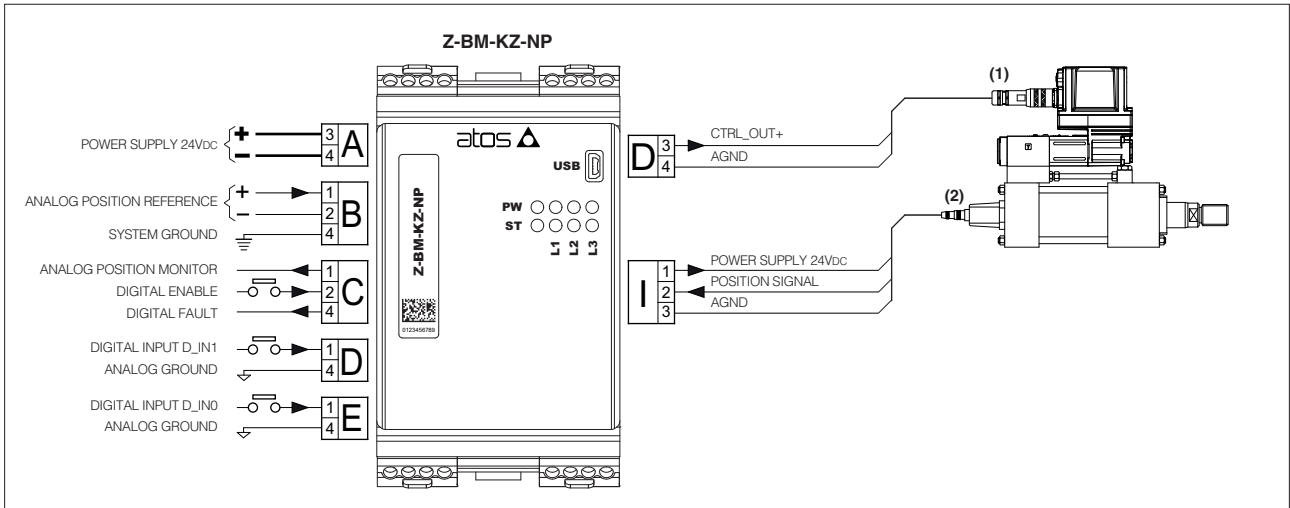 Z-BM-KZ-NP
POWER SUPPLY 24VDC
+
−
3
4
A
ANALOG POSITION REFERENCE
+
−
SYSTEM GROUND
1
2
4
B
ANALOG POSITION MONITOR
DIGITAL ENABLE
DIGITAL FAULT
1
2
4
C
DIGITAL INPUT D_IN1
ANALOG GROUND
1
4
D
DIGITAL INPUT D_IN0
ANALOG GROUND
1
4
E
atos
USB
PW
ST
L1
L2
L3
Z-BM-KZ-NP
0123456789
D
3
4
CTRL_OUT+
AGND
(1)
(2)
I
1
2
3
POWER SUPPLY 24VDC
POSITION SIGNAL
AGND